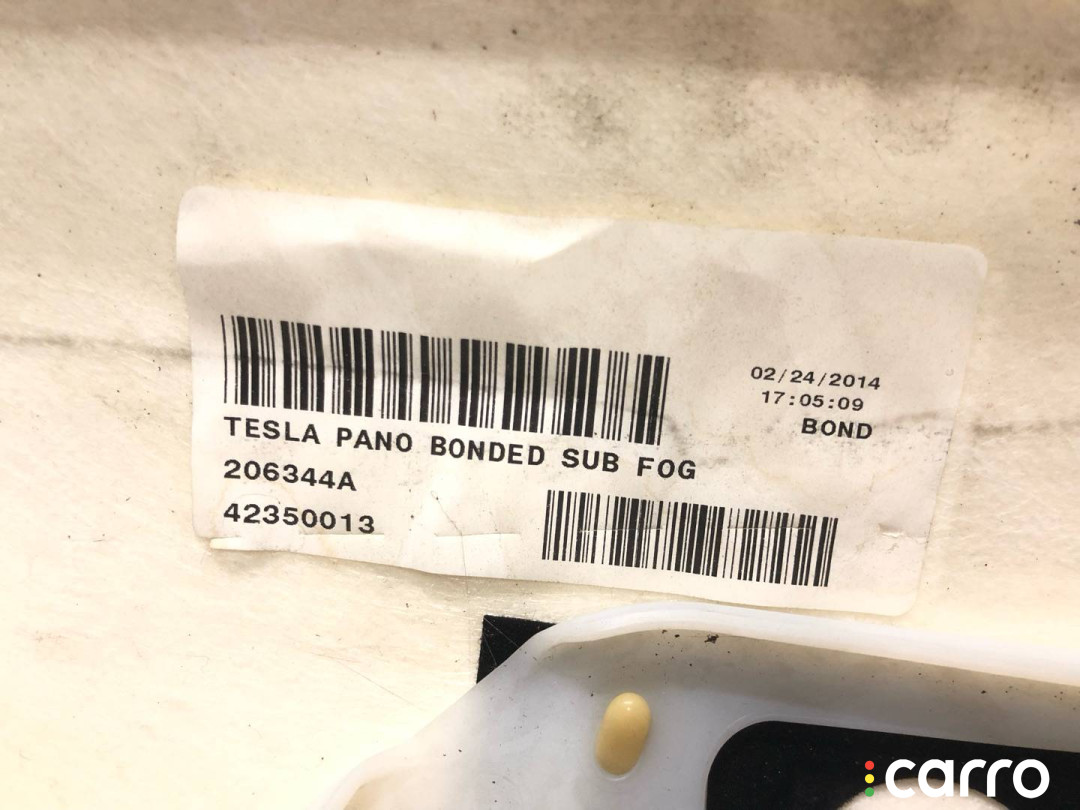 02/24/2014
17:05:09
BOND
TESLA PANO BONDED SUB FOG
206344A
42350013
carro